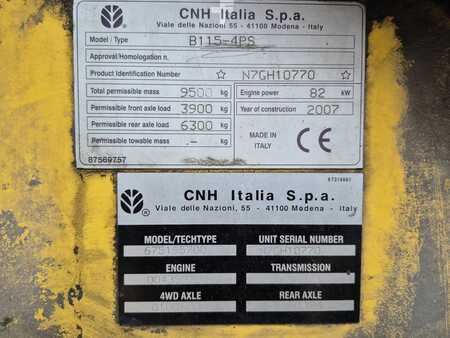 CNH Italia S.p.a.
Viale delle Nazioni, 55 - 41100 Modena - Italy
Model / Type B115-4PS
Approval/Homologation n.
Product Identification Number ☆ N7GH10770 ☆
Total permissible mass 9500 kg Engine power 82 kW
Permissible front axle load 3900 kg Year of construction 2007
Permissible rear axle load 6300 kg
Permissible towable mass - kg
MADE IN
ITALY
CE
87569757
87319661
CNH Italia S.p.a.
Viale delle Nazioni, 55 - 41100 Modena - italy
MODEL/TECHTYPE UNIT SERIAL NUMBER
N7GH10770
ENGINE TRANSMISSION
4WD AXLE REAR AXLE